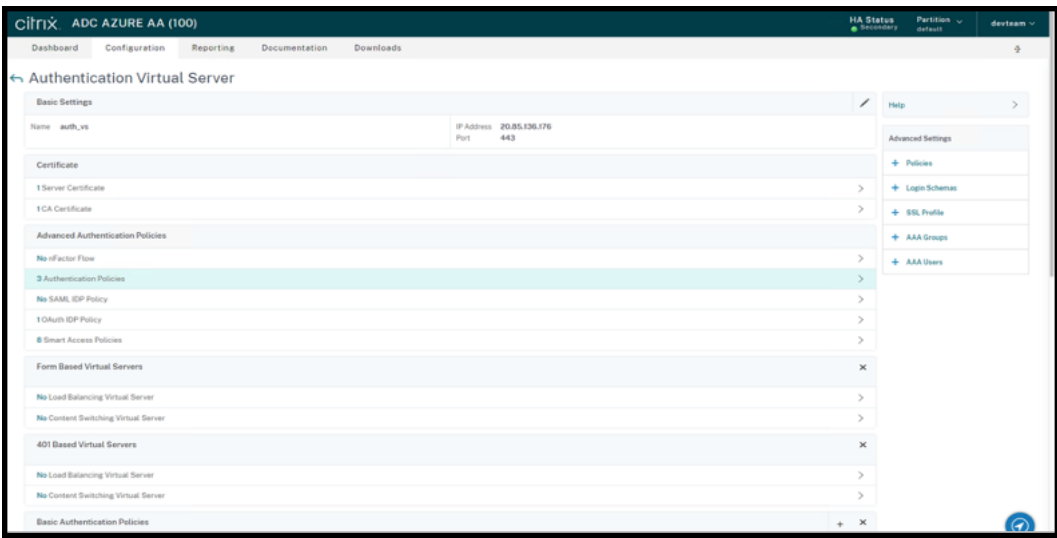 citrix. ADC AZURE AA (100)
HA Status
Secondary
Partition
default
devteam
Dashboard Configuration Reporting Documentation Downloads
Authentication Virtual Server
Basic Settings
Name auth_vs
IP Address 20.85.136.176
Port 443
Certificate
1 Server Certificate
1 CA Certificate
Advanced Authentication Policies
No nFactor Flow
3 Authentication Policies
No SAML IDP Policy
1 OAuth IDP Policy
8 Smart Access Policies
Form Based Virtual Servers
No Load Balancing Virtual Server
No Content Switching Virtual Server
401 Based Virtual Servers
No Load Balancing Virtual Server
No Content Switching Virtual Server
Basic Authentication Policies
Help
Advanced Settings
Policies
Login Schemas
SSL Profile
AAA Groups
AAA Users